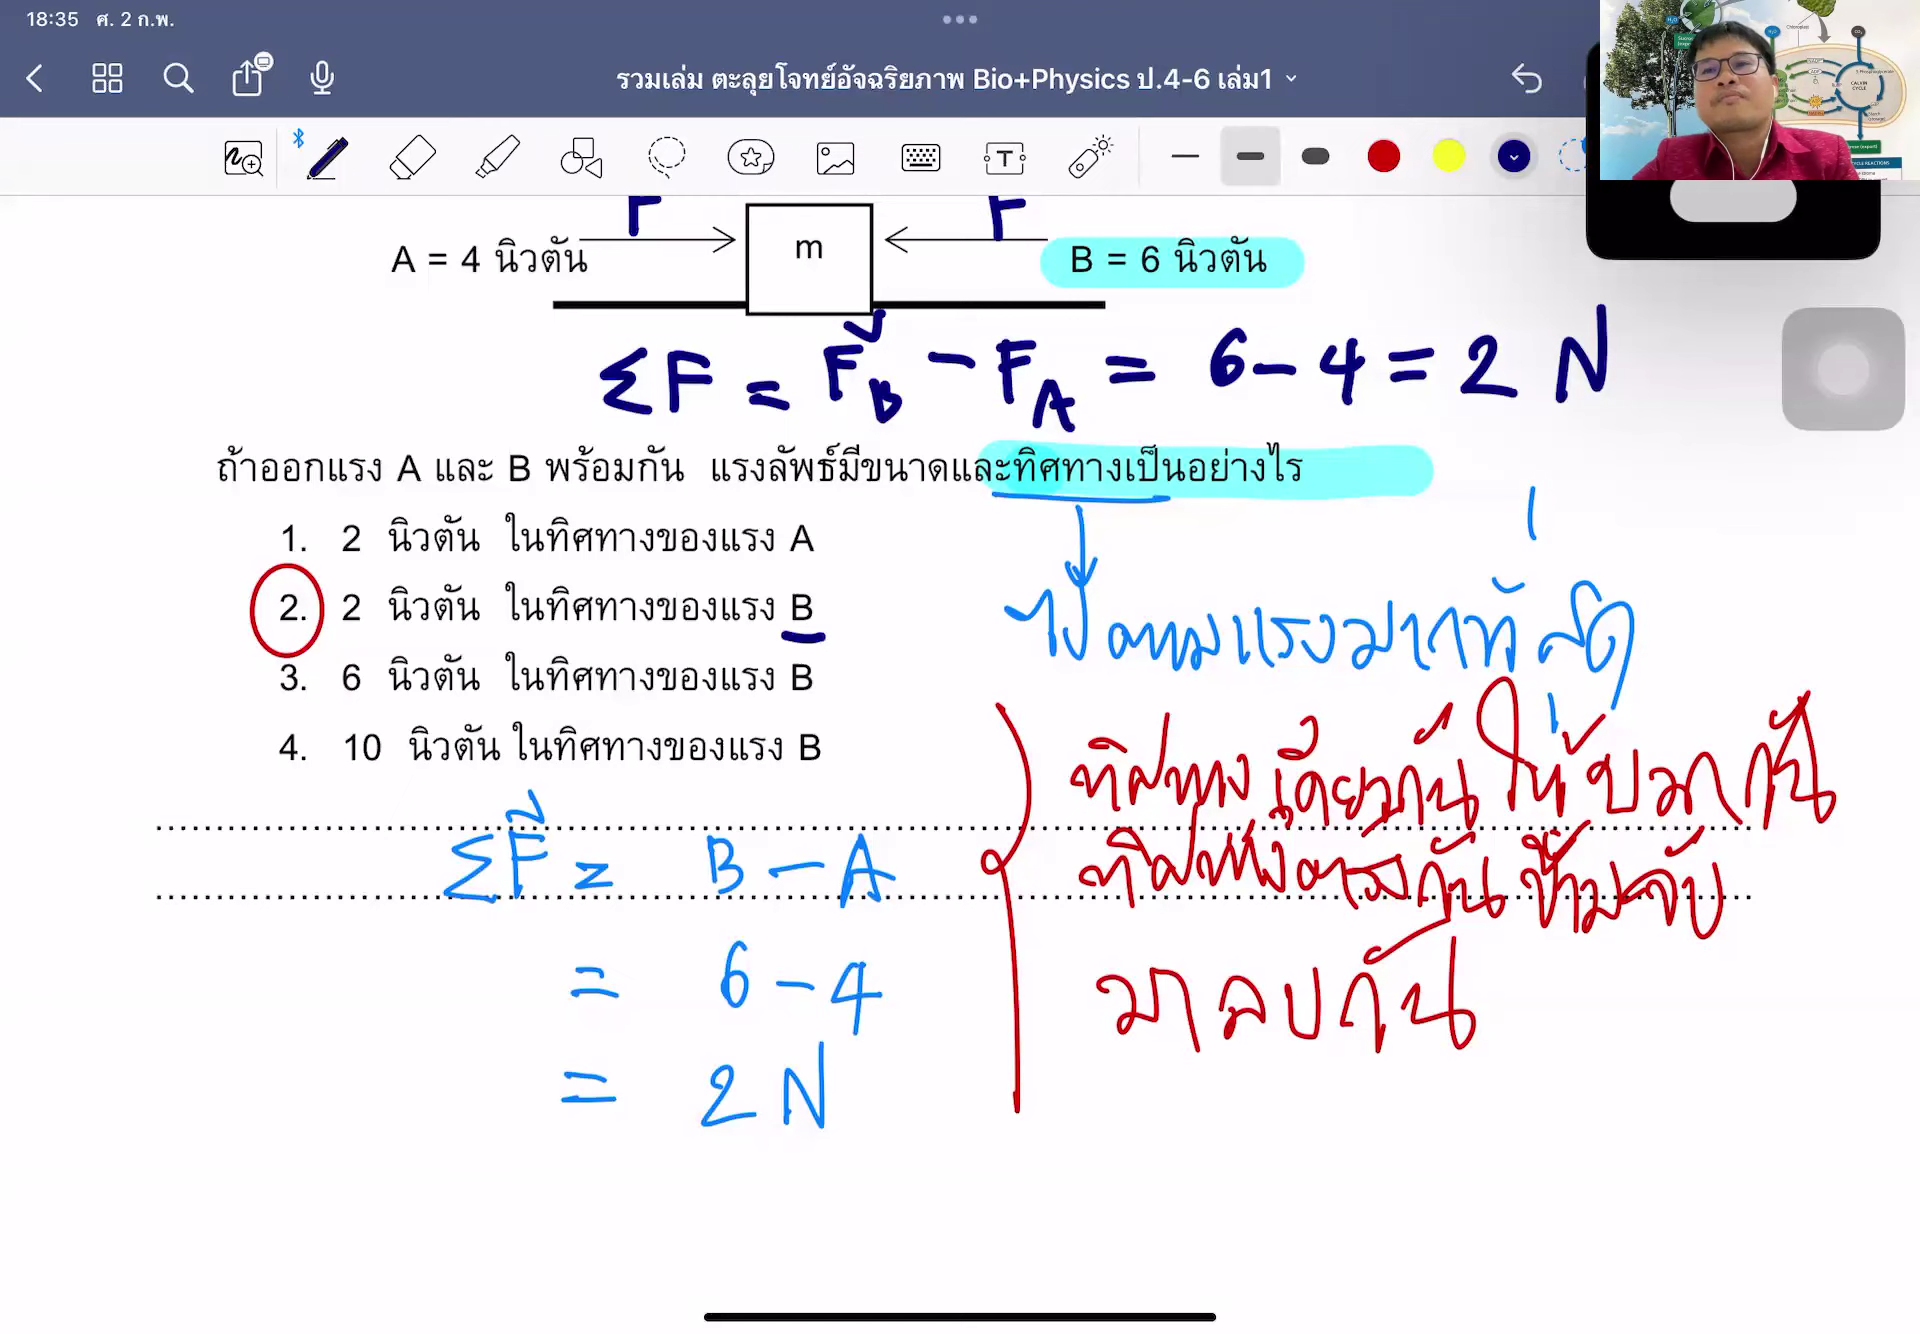 18:35 ศ. 2 ก.พ.
รวมเล่ม ตะลุยโจทย์อัจฉริยภาพ Bio+Physics ป.4-6 เล่ม1
F F
A = 4 นิวตัน m B = 6 นิวตัน
ΣF = F_B - F_A = 6 - 4 = 2 N
ถ้าออกแรง A และ B พร้อมกัน แรงลัพธ์มีขนาดและทิศทางเป็นอย่างไร
1. 2 นิวตัน ในทิศทางของแรง A
2. 2 นิวตัน ในทิศทางของแรง B
3. 6 นิวตัน ในทิศทางของแรง B
4. 10 นิวตัน ในทิศทางของแรง B
ไปตามแรงมากที่สุด
ทิศทางเดียวกันให้บวกกัน
ทิศทางตรงกันข้ามจับ
มาลบกัน
ΣF = B - A
= 6 - 4
= 2 N
CALVIN CYCLE